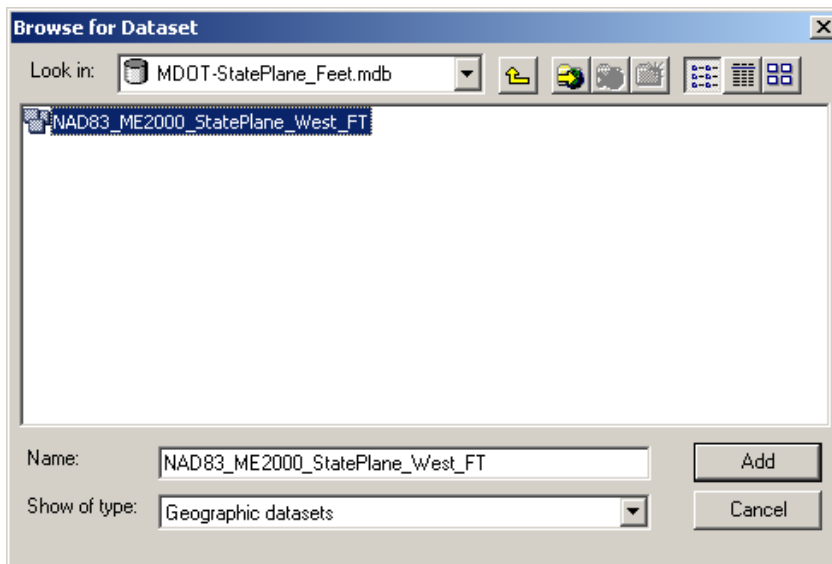 Browse for Dataset
Look in: MDOT-StatePlane_Feet.mdb
NAD83_ME2000_StatePlane_West_FT
Name: NAD83_ME2000_StatePlane_West_FT Add
Show of type: Geographic datasets Cancel